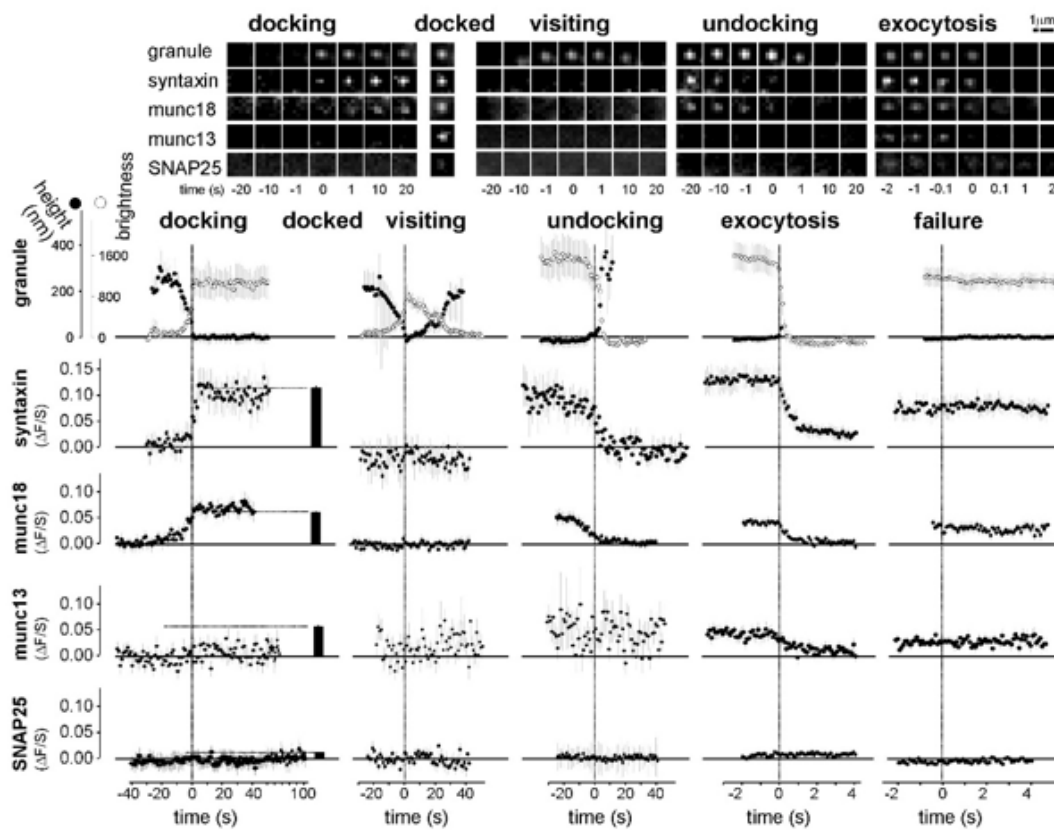 docking docked visiting undocking exocytosis 1μm
granule
syntaxin
munc18
munc13
SNAP25
time (s) -20 -10 -1 0 1 10 20 20 -20 -10 -1 0 1 10 20 -20 -10 -1 0 1 10 20 -2 -1 -0.1 0 0.1 1 2
height (nm) brightness
docking docked visiting undocking exocytosis failure
granule
400 200 0
1600 800 0
syntaxin (ΔF/S)
0.15 0.10 0.05 0.00
munc18 (ΔF/S)
0.10 0.05 0.00
munc13 (ΔF/S)
0.10 0.05 0.00
SNAP25 (ΔF/S)
0.10 0.05 0.00
-40 -20 0 20 40 100 -20 0 20 40 -20 0 20 40 -2 0 2 4 -2 0 2 4
time (s) time (s) time (s) time (s) time (s)